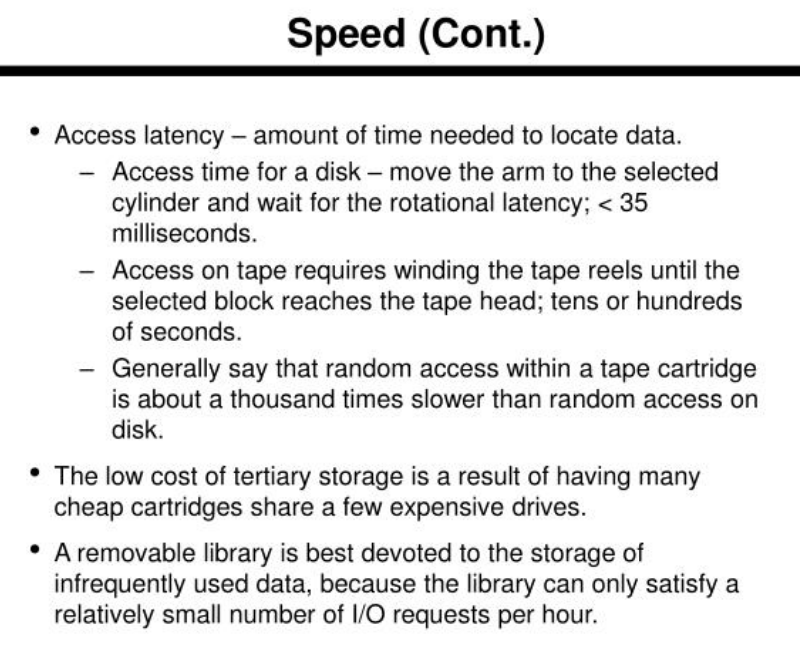 Speed (Cont.)
• Access latency – amount of time needed to locate data.
– Access time for a disk – move the arm to the selected
cylinder and wait for the rotational latency; < 35
milliseconds.
– Access on tape requires winding the tape reels until the
selected block reaches the tape head; tens or hundreds
of seconds.
– Generally say that random access within a tape cartridge
is about a thousand times slower than random access on
disk.
• The low cost of tertiary storage is a result of having many
cheap cartridges share a few expensive drives.
• A removable library is best devoted to the storage of
infrequently used data, because the library can only satisfy a
relatively small number of I/O requests per hour.